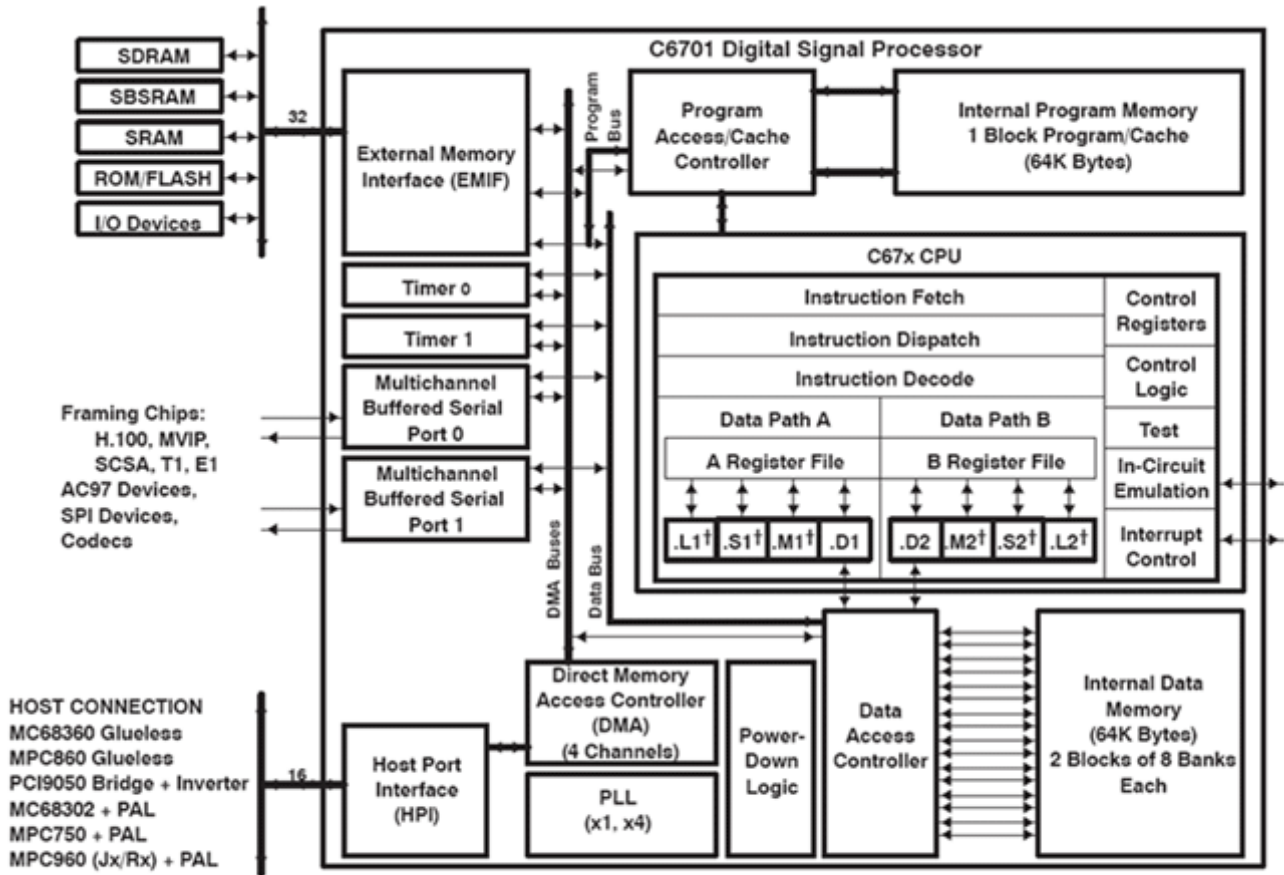 C6701 Digital Signal Processor
SDRAM
SBSRAM
SRAM
ROM/FLASH
I/O Devices
32
External Memory
Interface (EMIF)
Program
Bus
Program
Access/Cache
Controller
Internal Program Memory
1 Block Program/Cache
(64K Bytes)
Timer 0
Timer 1
Multichannel
Buffered Serial
Port 0
Multichannel
Buffered Serial
Port 1
Framing Chips:
H.100, MVIP,
SCSA, T1, E1
AC97 Devices,
SPI Devices,
Codecs
DMA Buses
Data Bus
C67x CPU
Instruction Fetch
Instruction Dispatch
Instruction Decode
Data Path A
Data Path B
A Register File
B Register File
.L1†
.S1†
.M1†
.D1
.D2
.M2†
.S2†
.L2†
Control
Registers
Control
Logic
Test
In-Circuit
Emulation
Interrupt
Control
HOST CONNECTION
MC68360 Glueless
MPC860 Glueless
PCI9050 Bridge + Inverter
MC68302 + PAL
MPC750 + PAL
MPC960 (Jx/Rx) + PAL
16
Host Port
Interface
(HPI)
Direct Memory
Access Controller
(DMA)
(4 Channels)
PLL
(x1, x4)
Power-
Down
Logic
Data
Access
Controller
Internal Data
Memory
(64K Bytes)
2 Blocks of 8 Banks
Each